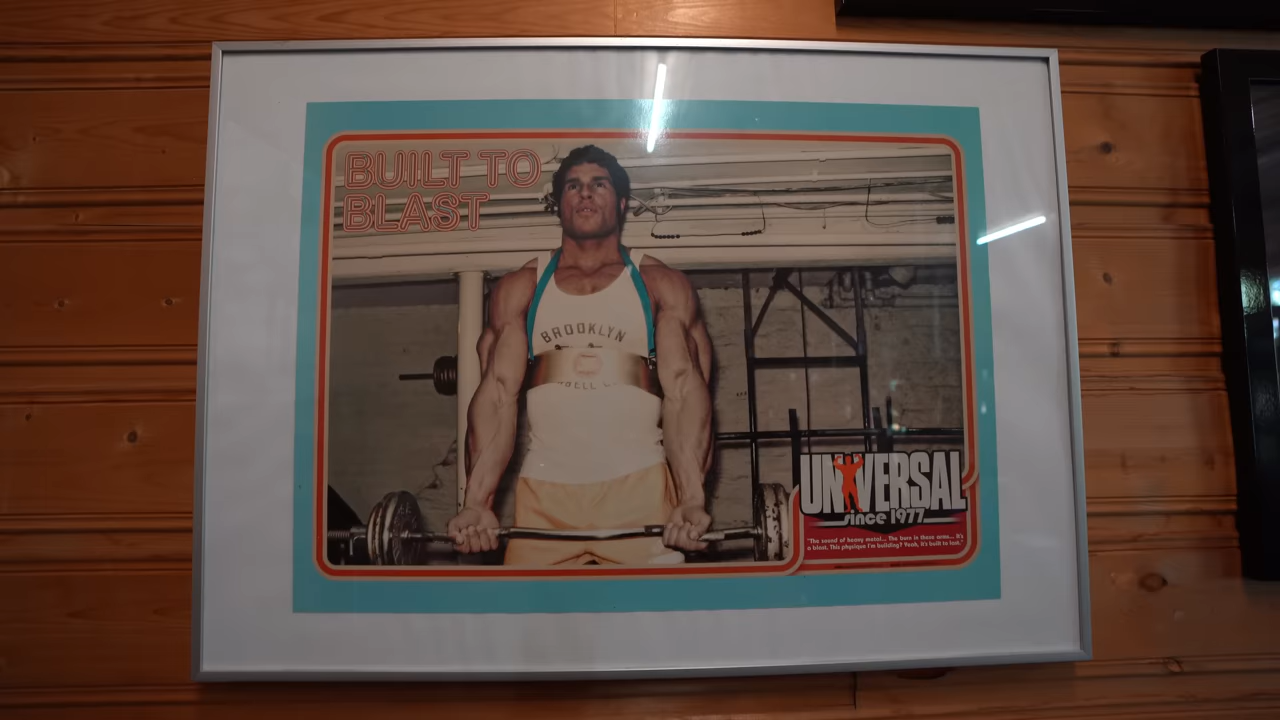 BUILT TO
BLAST
BROOKLYN
BELL
UNIVERSAL
since 1977
"The sound of heavy metal... The burn in these arms... It's
a blast. This physique I'm building? Yeah, it's built to last."